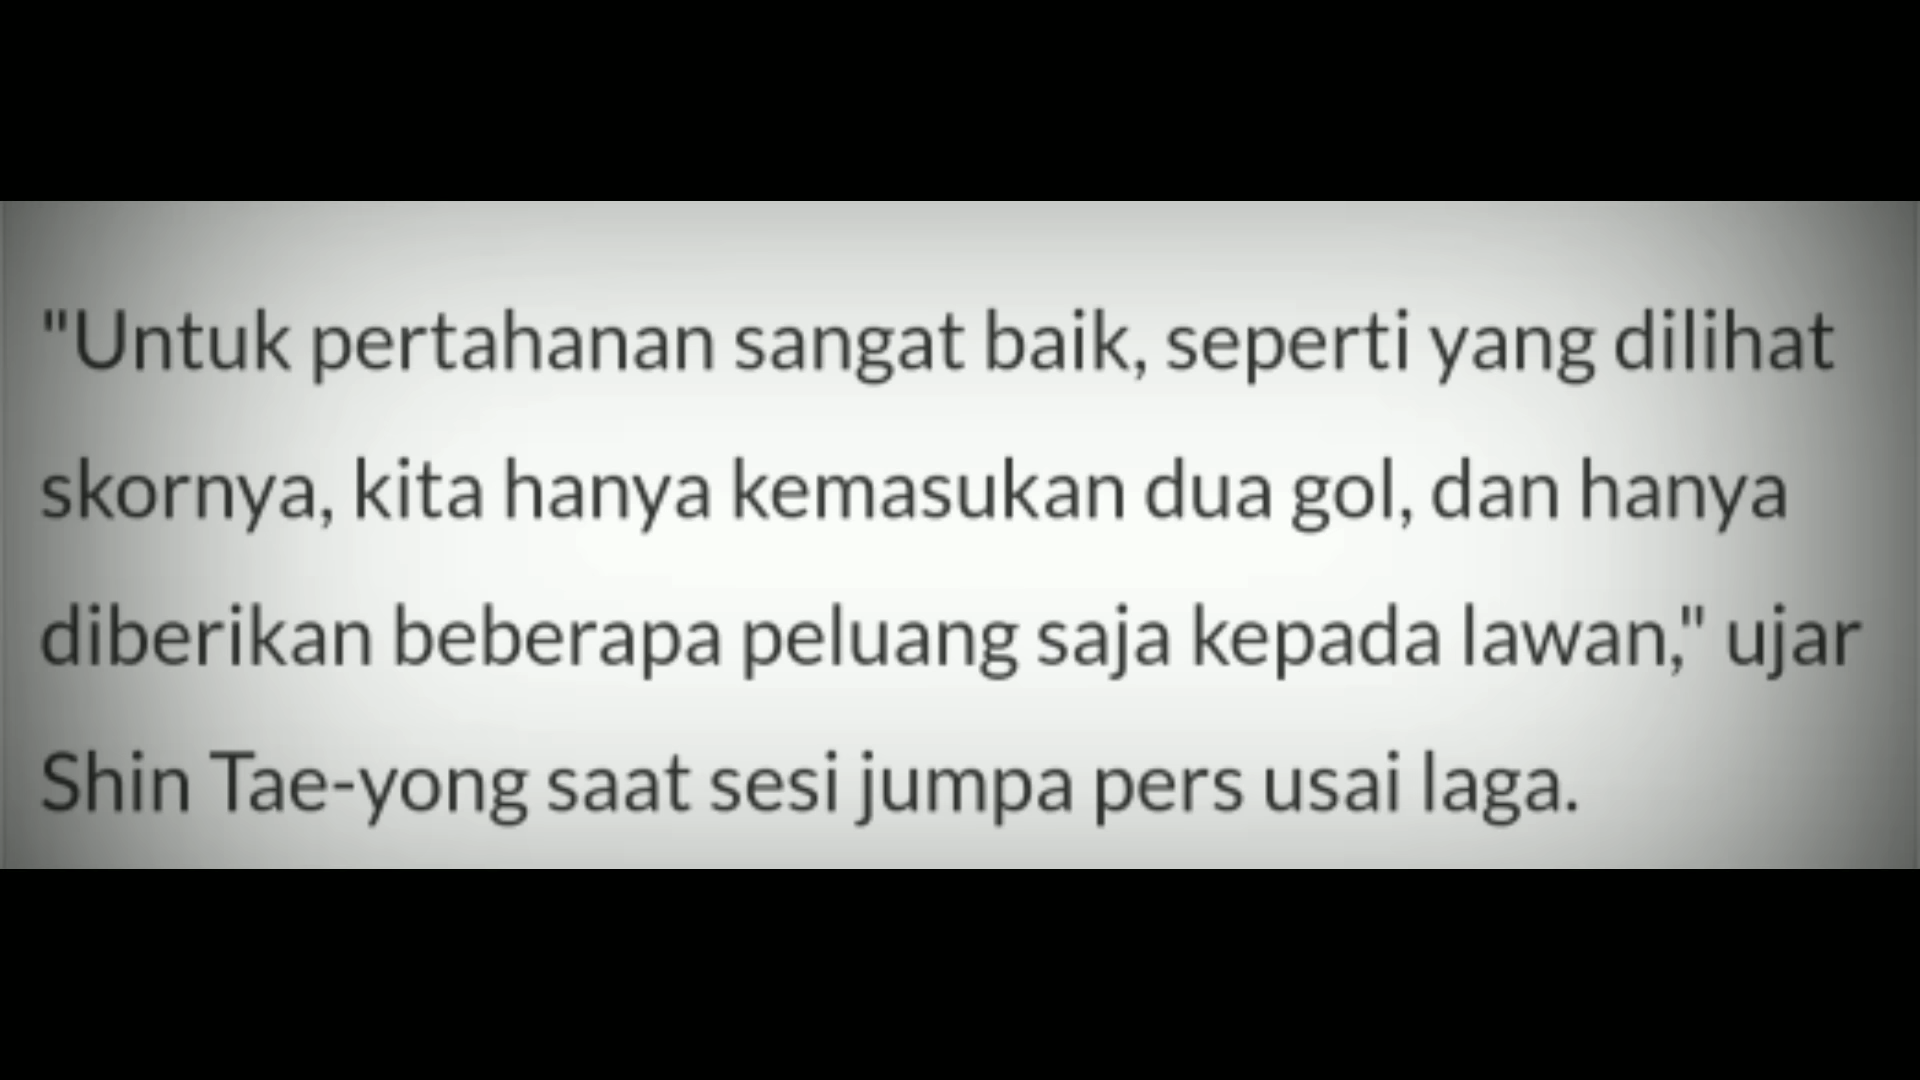 "Untuk pertahanan sangat baik, seperti yang dilihat
skornya, kita hanya kemasukan dua gol, dan hanya
diberikan beberapa peluang saja kepada lawan," ujar
Shin Tae-yong saat sesi jumpa pers usai laga.